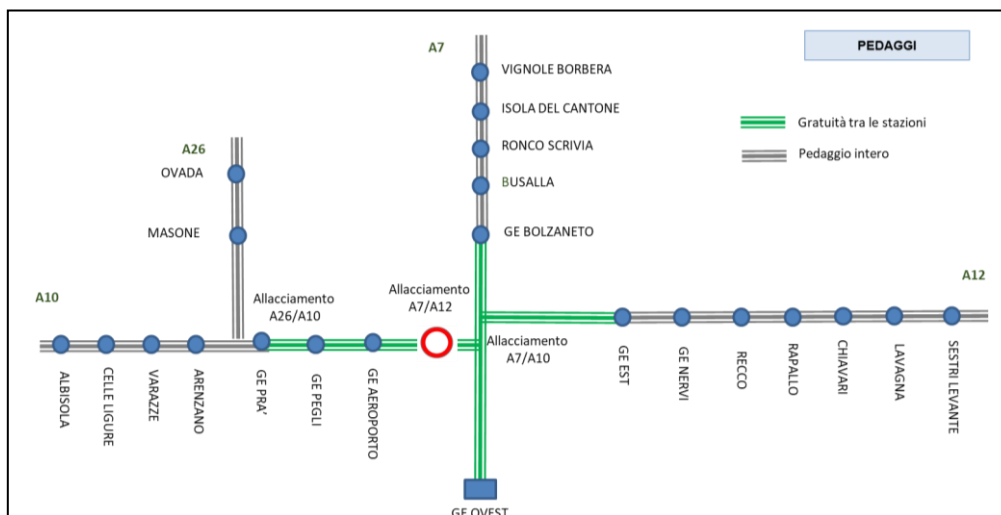 A7
PEDAGGI
VIGNOLE BORBERA
ISOLA DEL CANTONE
Gratuità tra le stazioni
RONCO SCRIVIA
Pedaggio intero
A26
OVADA
BUSALLA
MASONE
GE BOLZANETO
A12
A10
Allacciamento
A26/A10
Allacciamento
A7/A12
Allacciamento
A7/A10
ALBISOLA
CELLE LIGURE
VARAZZE
ARENZANO
GE PRA'
GE PEGLI
GE AEROPORTO
GE EST
GE NERVI
RECCO
RAPALLO
CHIAVARI
LAVAGNA
SESTRI LEVANTE
GE OVEST